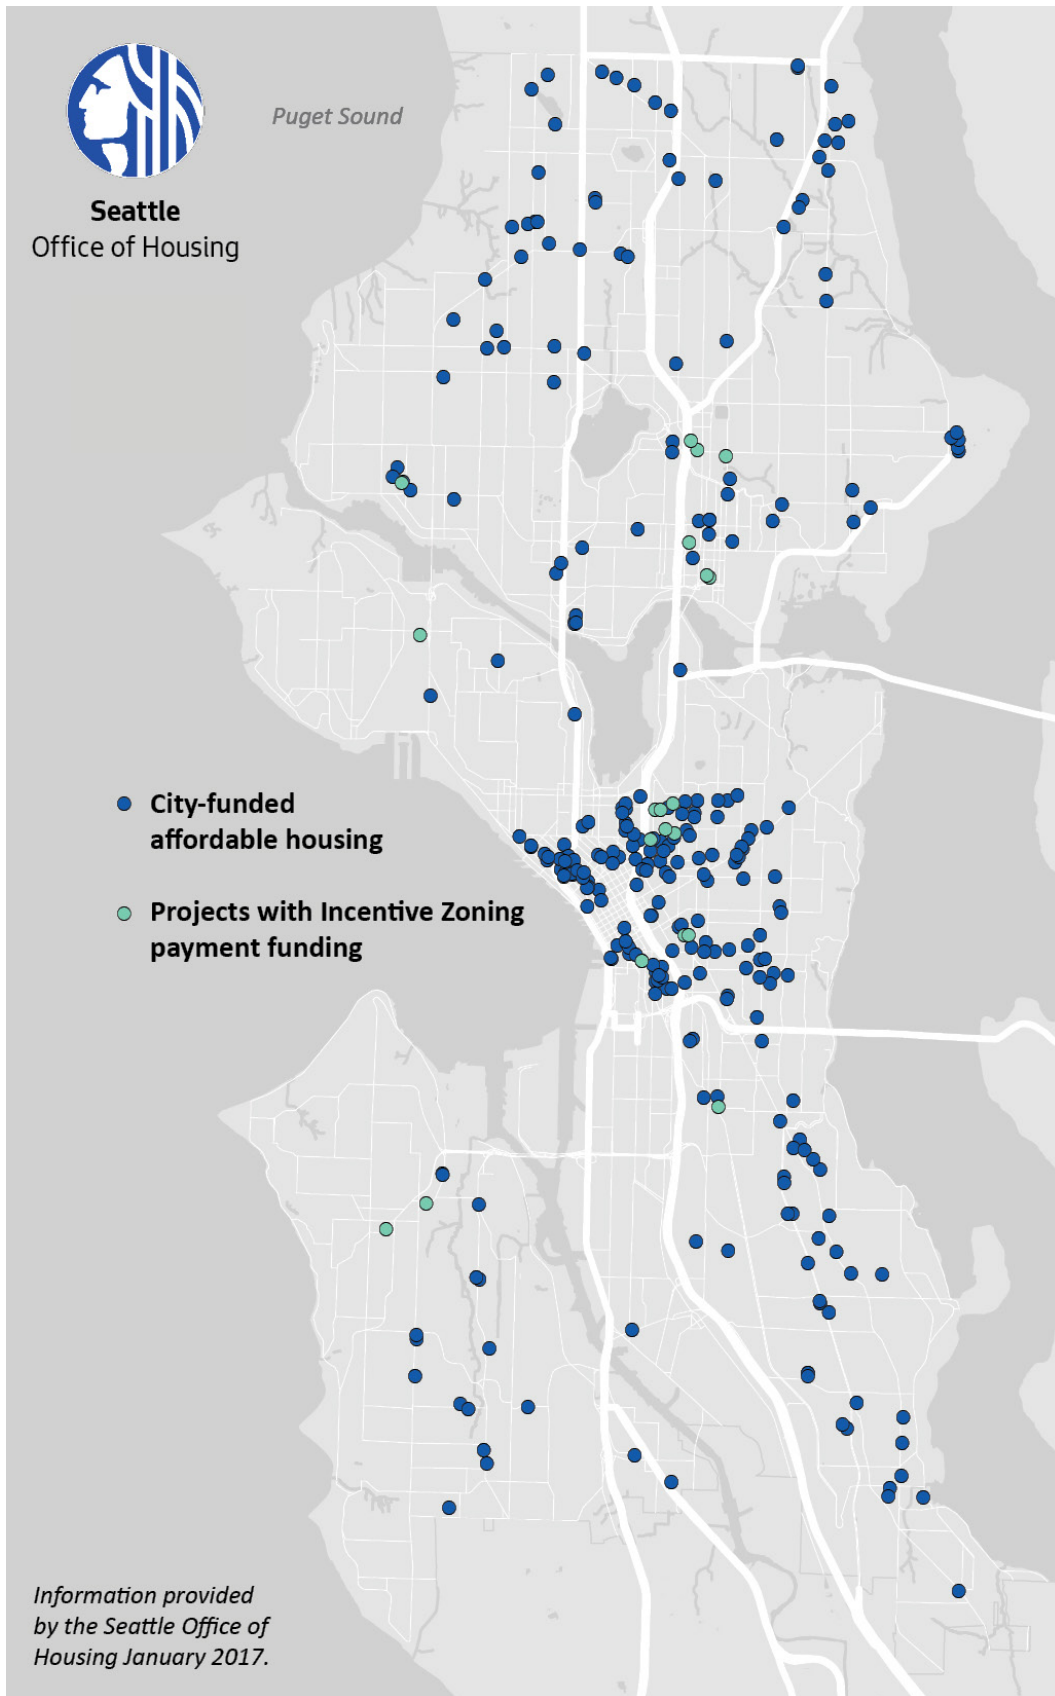 Puget Sound
Seattle
Office of Housing
City-funded
affordable housing
Projects with Incentive Zoning
payment funding
Information provided
by the Seattle Office of
Housing January 2017.